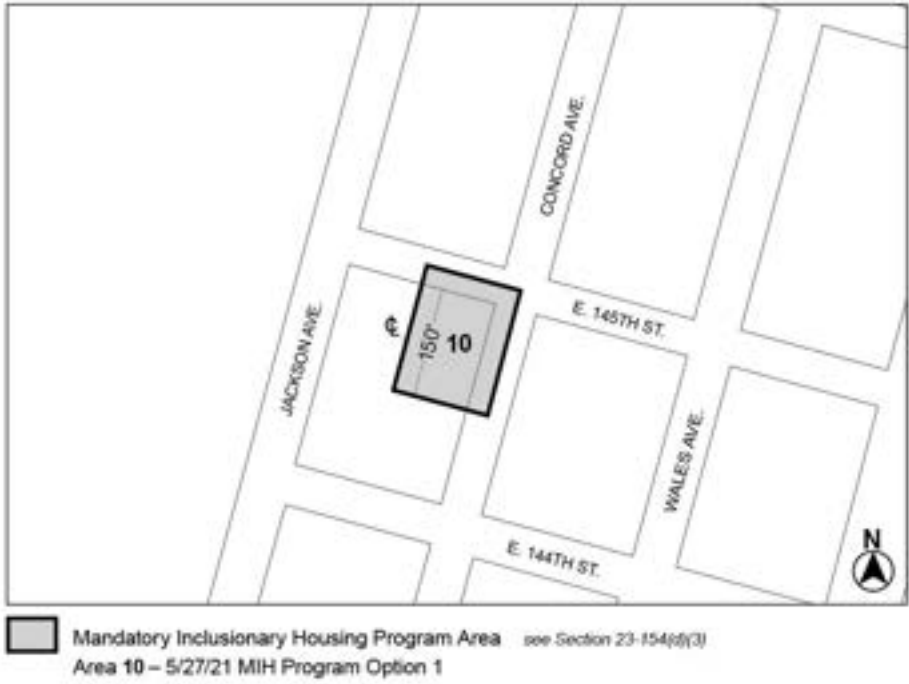 CONCORD AVE.
E. 145TH ST.
JACKSON AVE.
℄
150'
10
WALES AVE.
E. 144TH ST.
N
Mandatory Inclusionary Housing Program Area see Section 23-154(d)(3)
Area 10 – 5/27/21 MIH Program Option 1